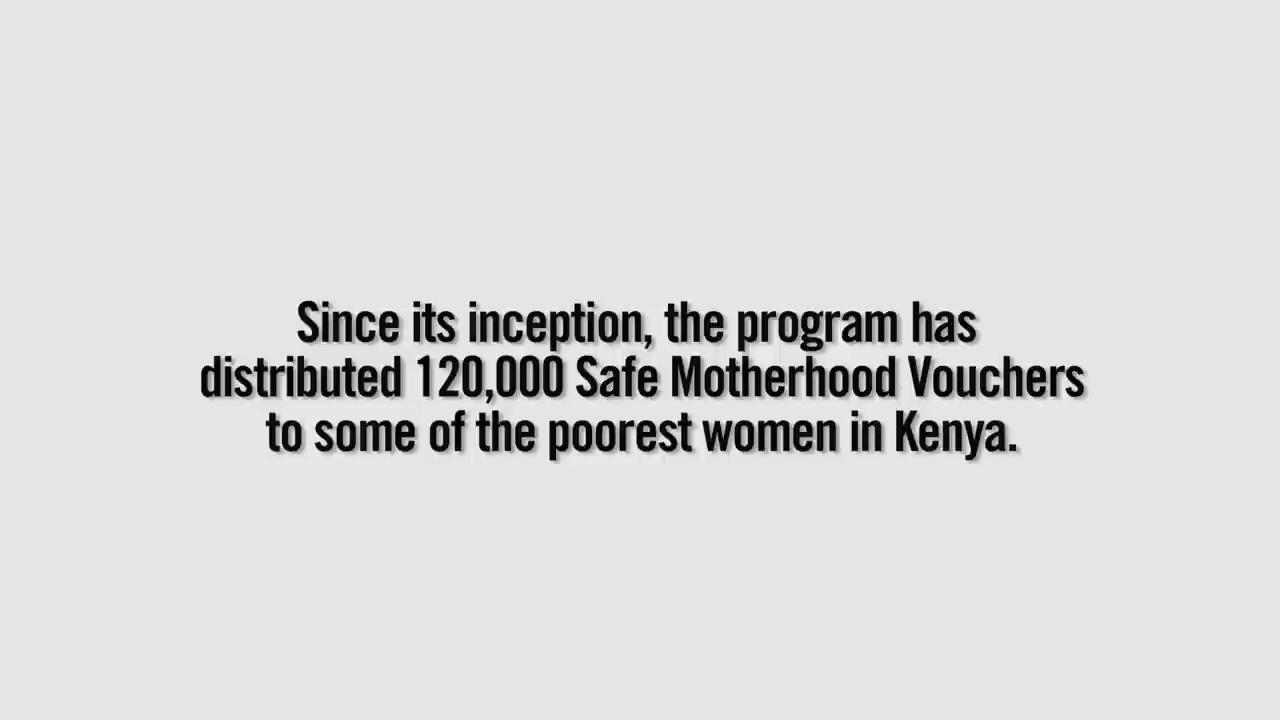 Since its inception, the program has
distributed 120,000 Safe Motherhood Vouchers
to some of the poorest women in Kenya.